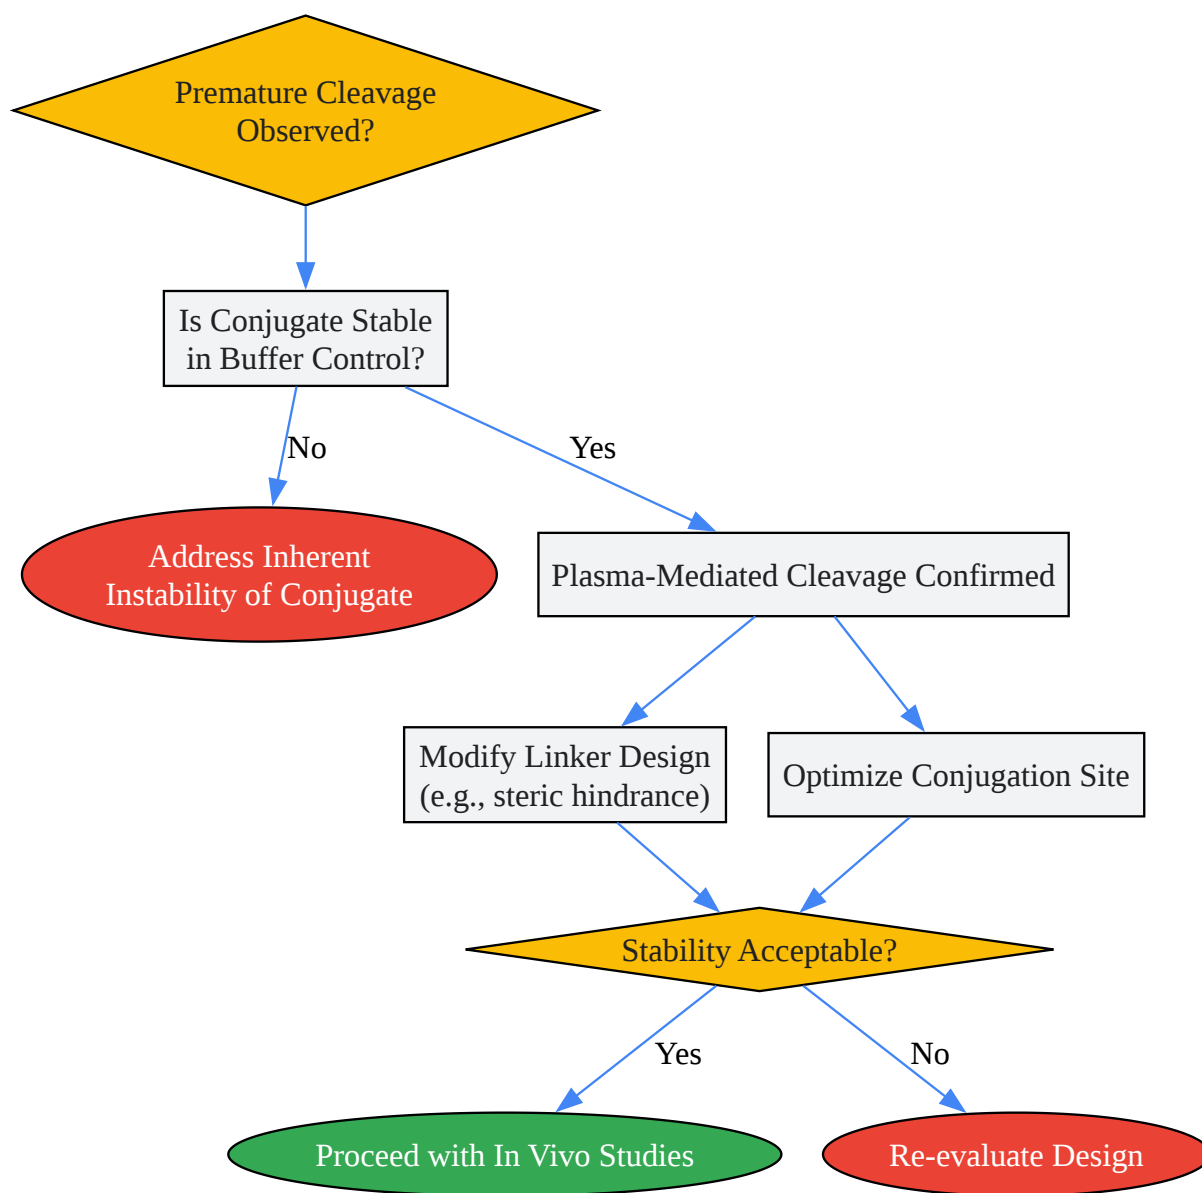 Premature Cleavage
Observed?
Is Conjugate Stable
in Buffer Control?
No
Yes
Address Inherent
Instability of Conjugate
Plasma-Mediated Cleavage Confirmed
Modify Linker Design
(e.g., steric hindrance)
Optimize Conjugation Site
Stability Acceptable?
Yes
No
Proceed with In Vivo Studies
Re-evaluate Design